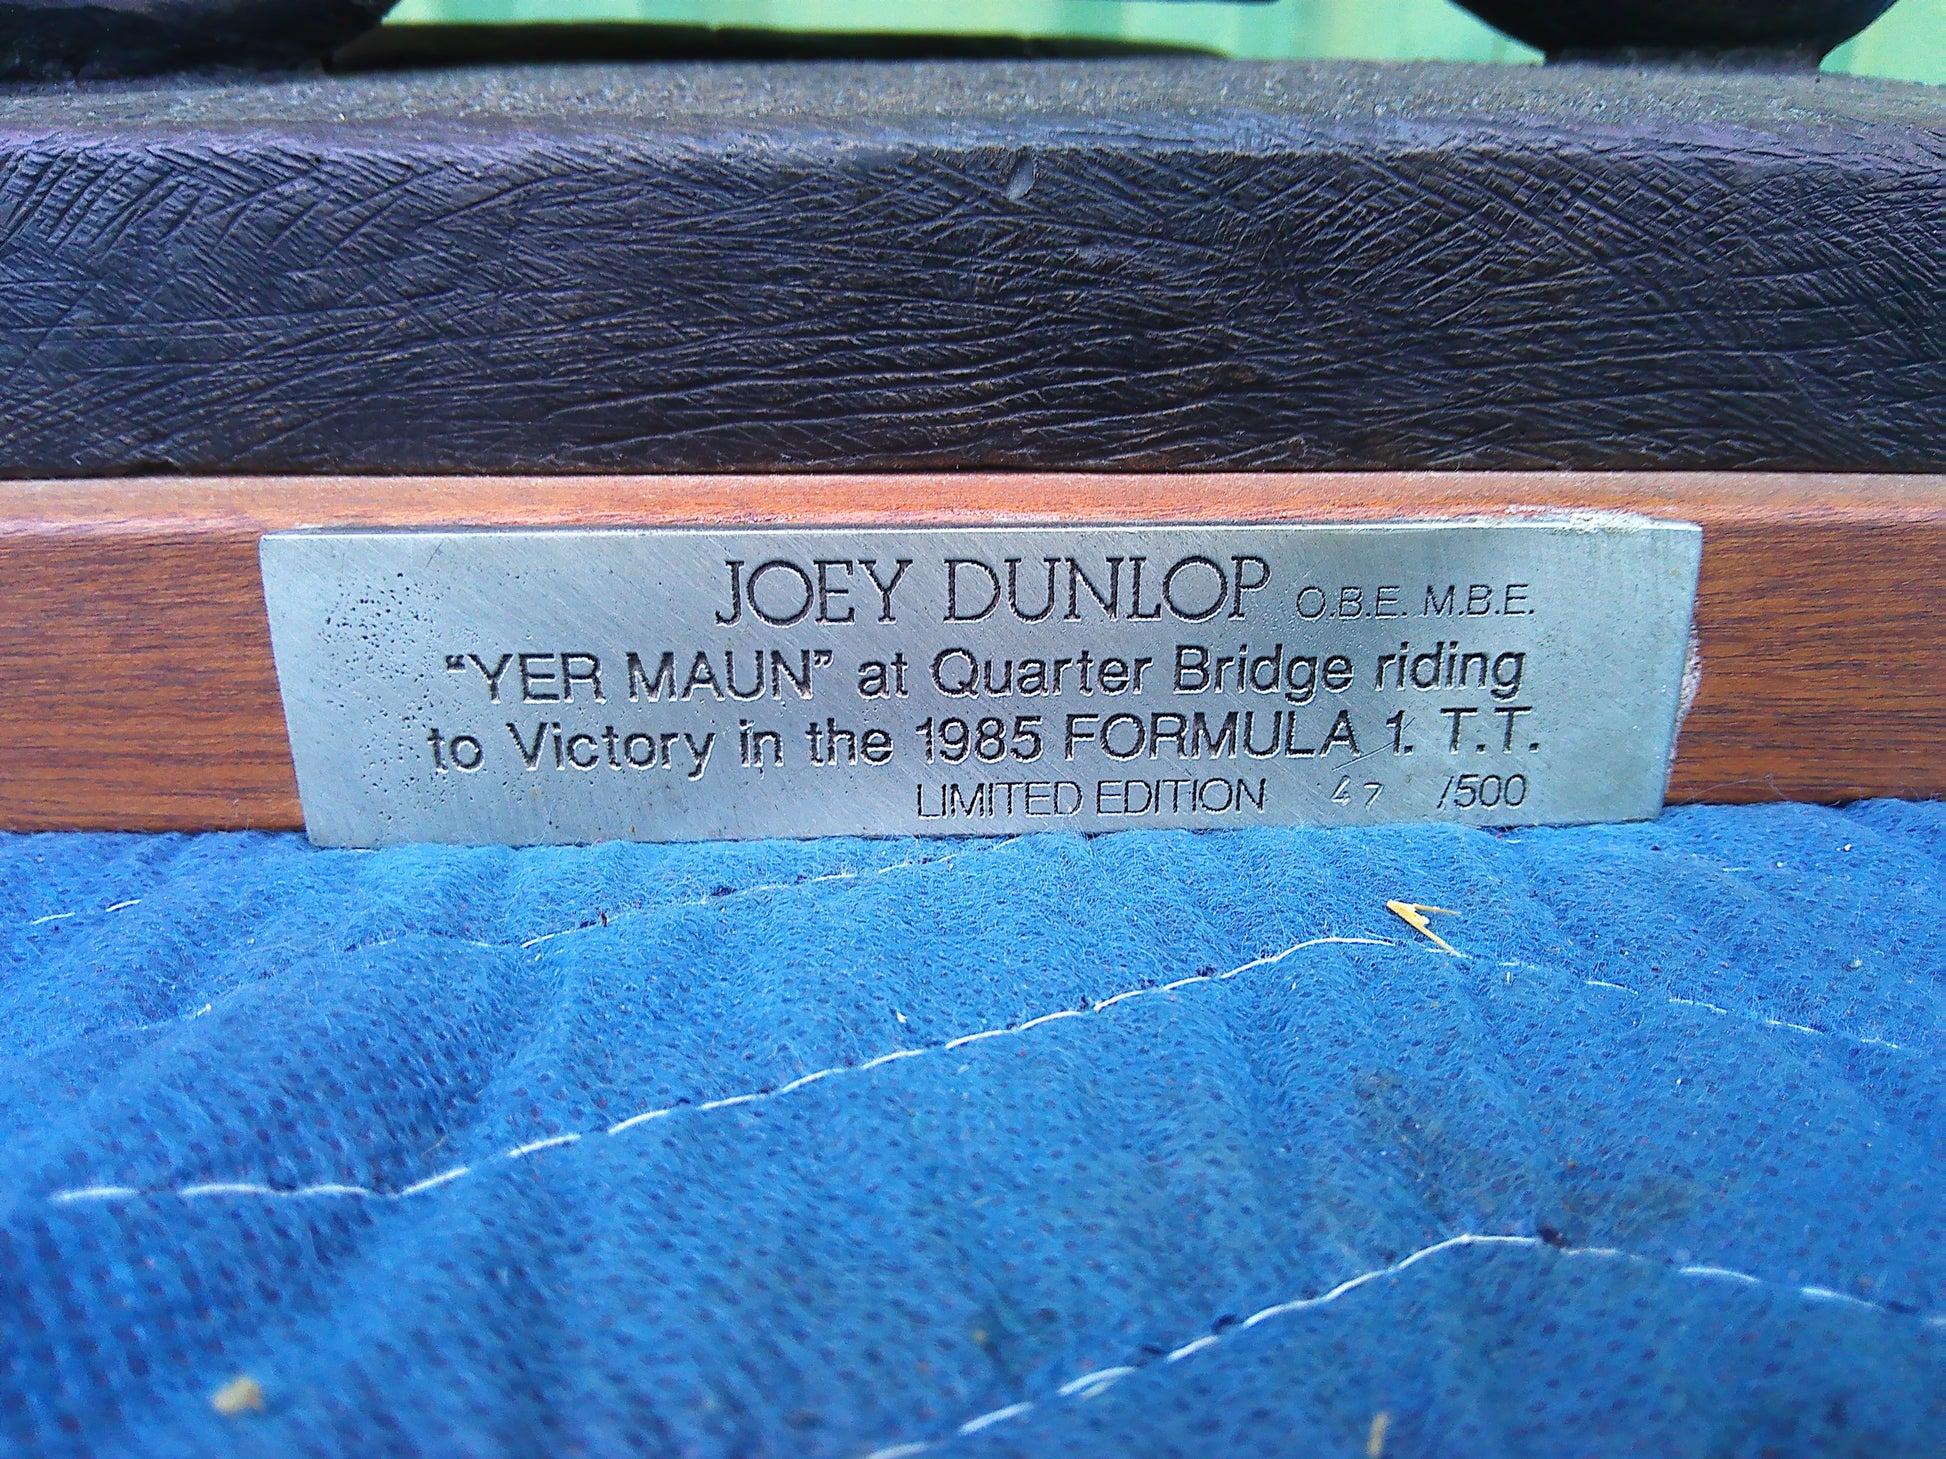 JOEY DUNLOP O.B.E. M.B.E.
“YER MAUN” at Quarter Bridge riding
to Victory in the 1985 FORMULA 1. T.T.
LIMITED EDITION 47 /500